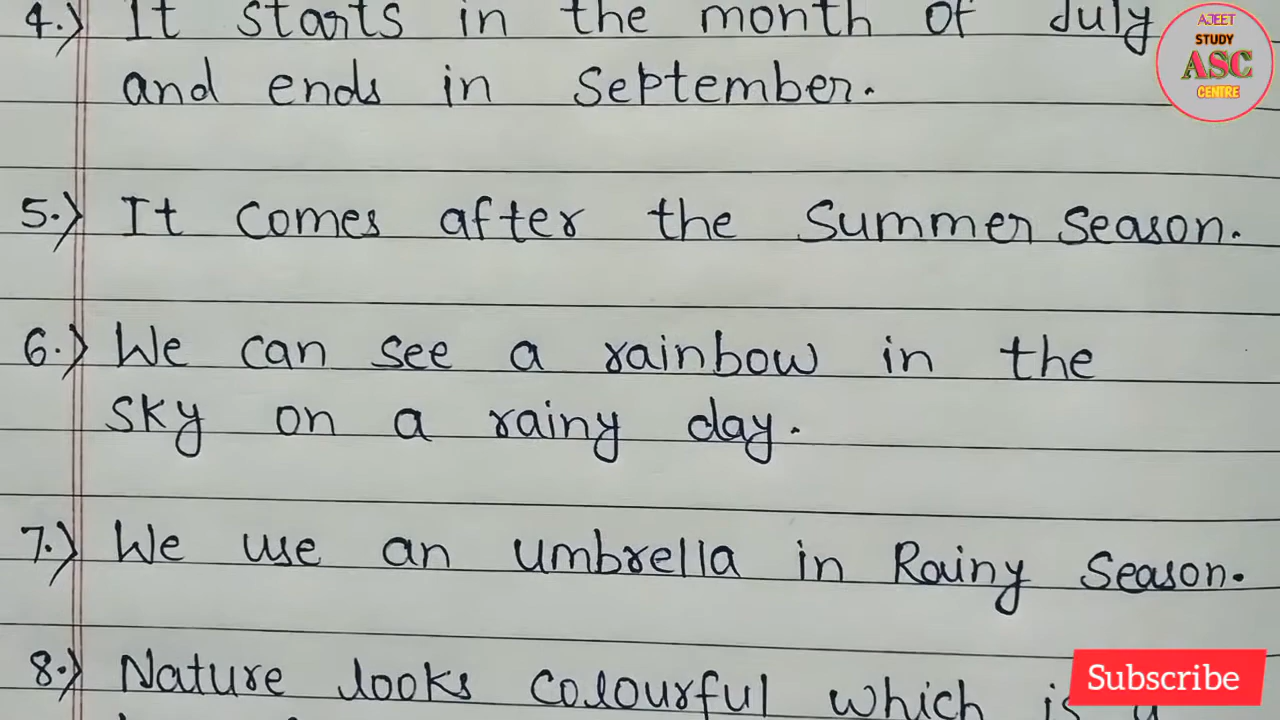 4.) It starts in the month of July
and ends in September.
5.) It comes after the Summer Season.
6.) We can see a rainbow in the
sky on a rainy day.
7.) We use an umbrella in Rainy Season.
8.) Nature looks colourful which is a
AJEET
STUDY
ASC
CENTRE
Subscribe